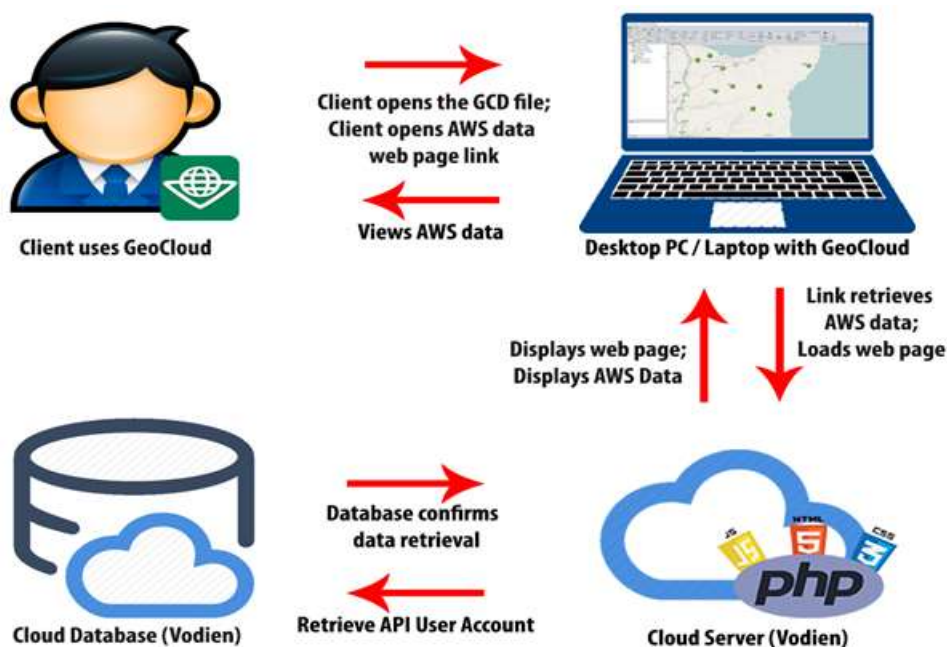 Client opens the GCD file;
Client opens AWS data
web page link
Views AWS data
Client uses GeoCloud
Desktop PC / Laptop with GeoCloud
Link retrieves
AWS data;
Loads web page
Displays web page;
Displays AWS Data
Database confirms
data retrieval
Retrieve API User Account
Cloud Database (Vodien)
JS
JS
HTML
5
CSS
3
php
Cloud Server (Vodien)